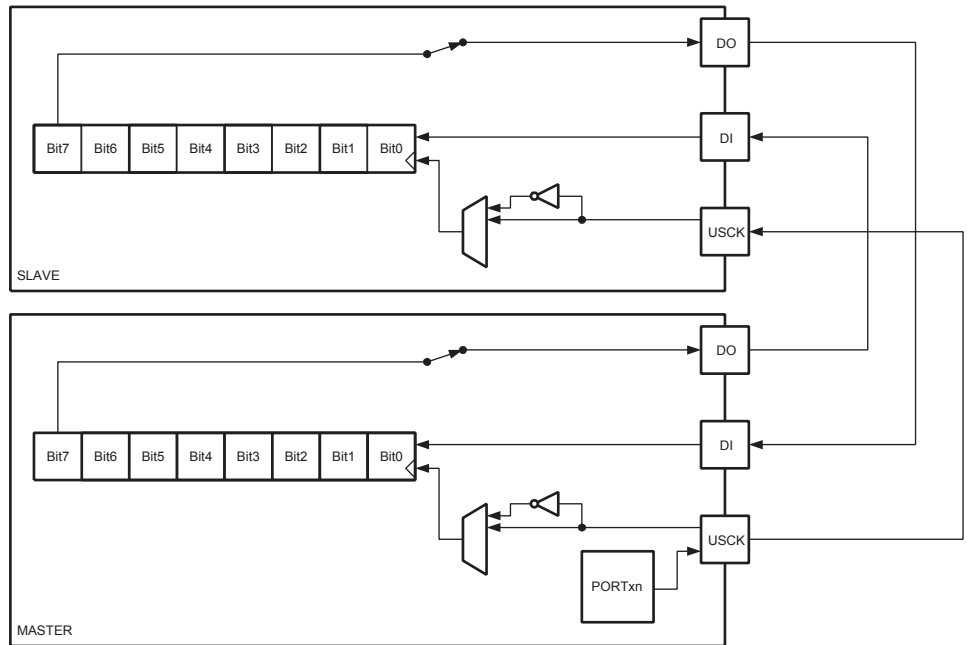 DO
Bit7 Bit6 Bit5 Bit4 Bit3 Bit2 Bit1 Bit0
DI
USCK
SLAVE
DO
Bit7 Bit6 Bit5 Bit4 Bit3 Bit2 Bit1 Bit0
DI
USCK
PORTxn
MASTER